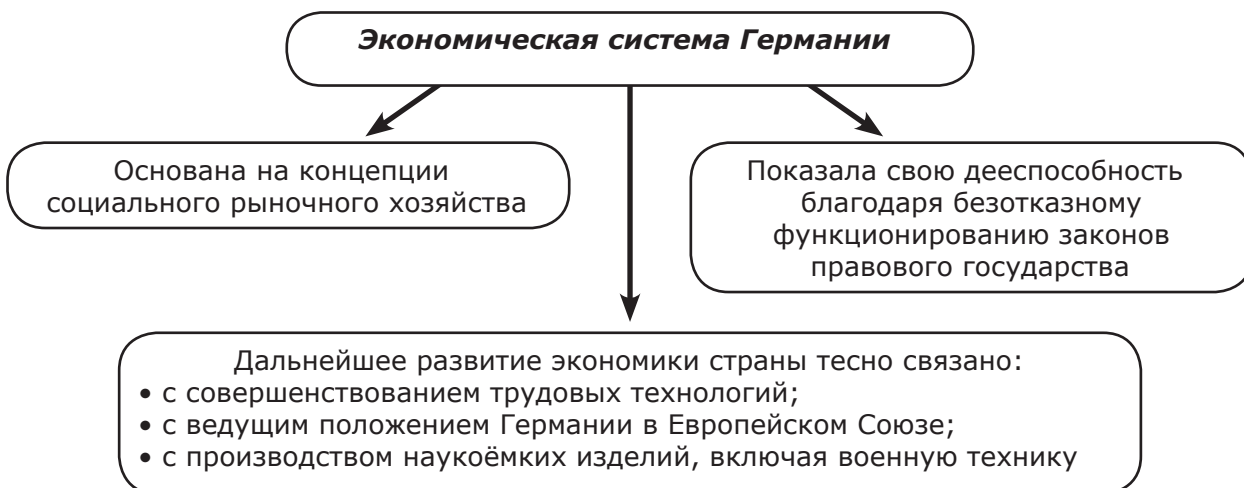 Экономическая система Германии
Основана на концепции
социального рыночного хозяйства
Показала свою дееспособность
благодаря безотказному
функционированию законов
правового государства
Дальнейшее развитие экономики страны тесно связано:
• с совершенствованием трудовых технологий;
• с ведущим положением Германии в Европейском Союзе;
• с производством наукоёмких изделий, включая военную технику